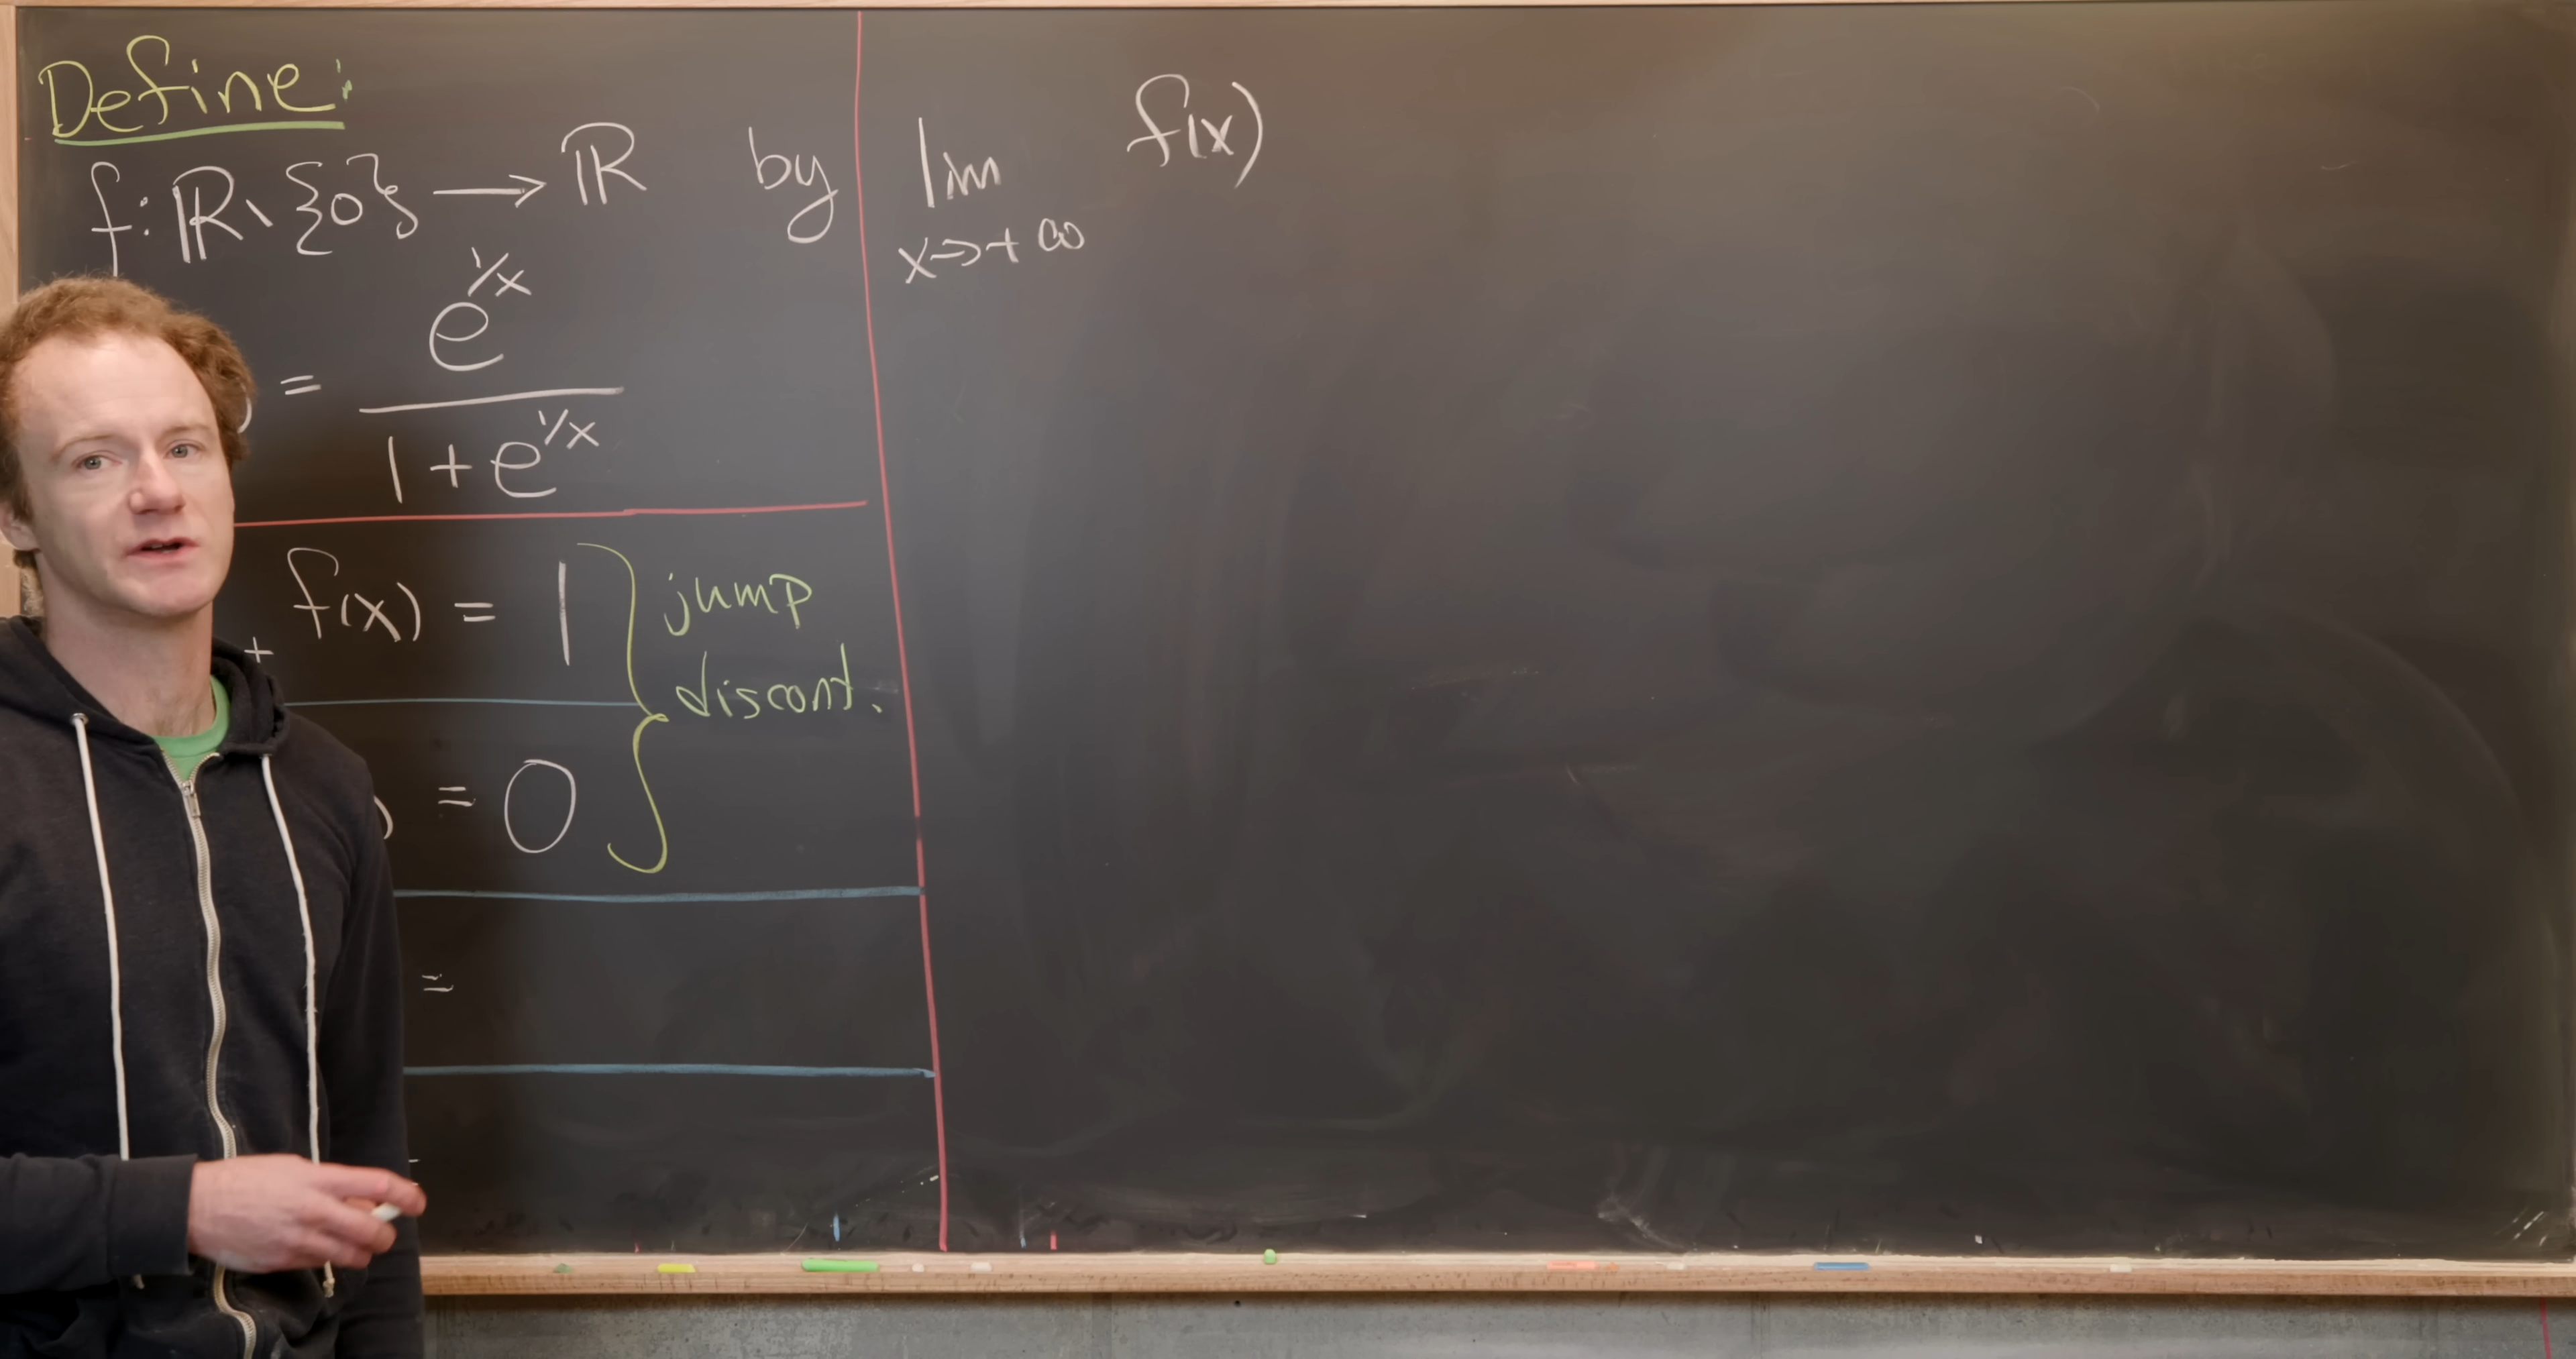 Define:
f: ℝ \ {0} ⟶ ℝ by
) = e^{1/x} / (1 + e^{1/x})
+ f(x) = 1
jump
discont.
) = 0
=
lim f(x)
x→+∞